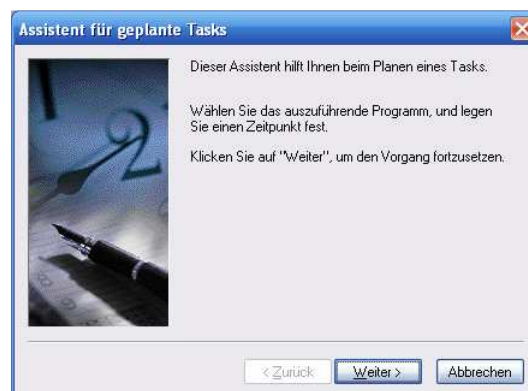 Assistent für geplante Tasks
Dieser Assistent hilft Ihnen beim Planen eines Tasks.
Wählen Sie das auszuführende Programm, und legen
Sie einen Zeitpunkt fest.
Klicken Sie auf "Weiter", um den Vorgang fortzusetzen.
2
< Zurück Weiter > Abbrechen